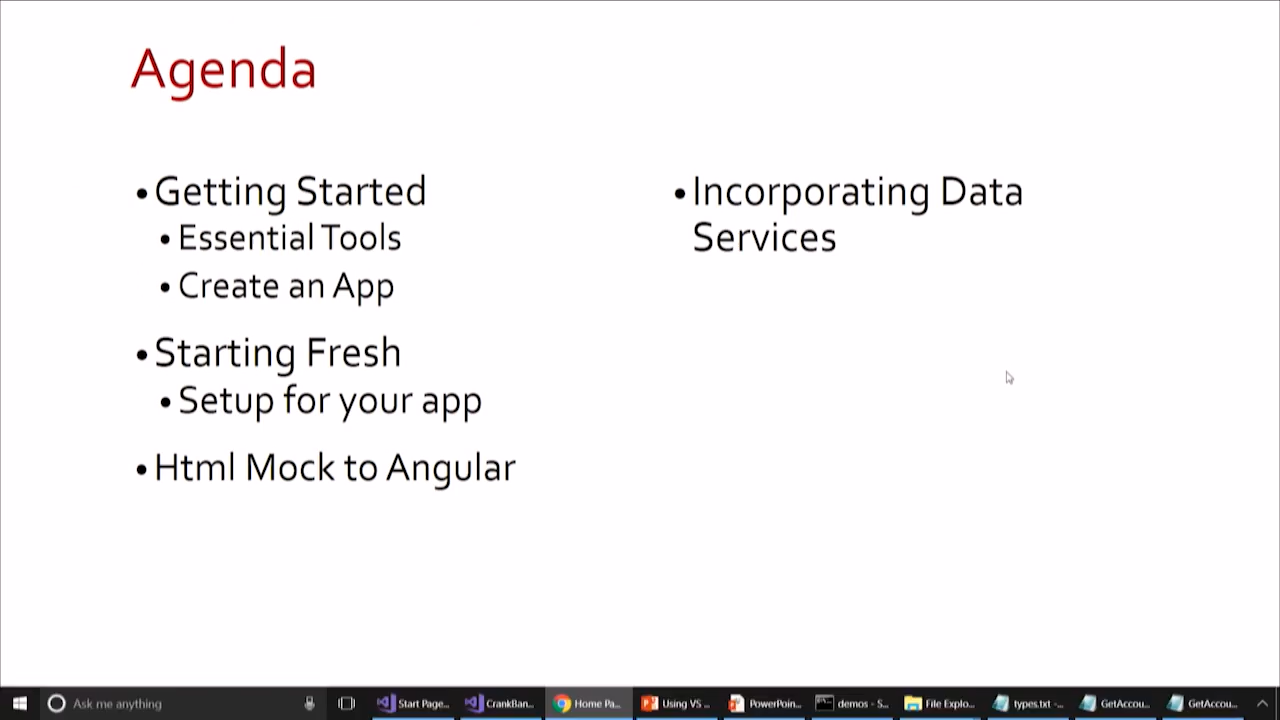 Agenda
• Getting Started
• Essential Tools
• Create an App
• Starting Fresh
• Setup for your app
• Html Mock to Angular
• Incorporating Data
Services
Ask me anything
Start Page...
CrankBan...
Home Pa...
Using VS ...
PowerPoin...
demos - S...
File Explo...
types.txt -...
GetAccou...
GetAccou...